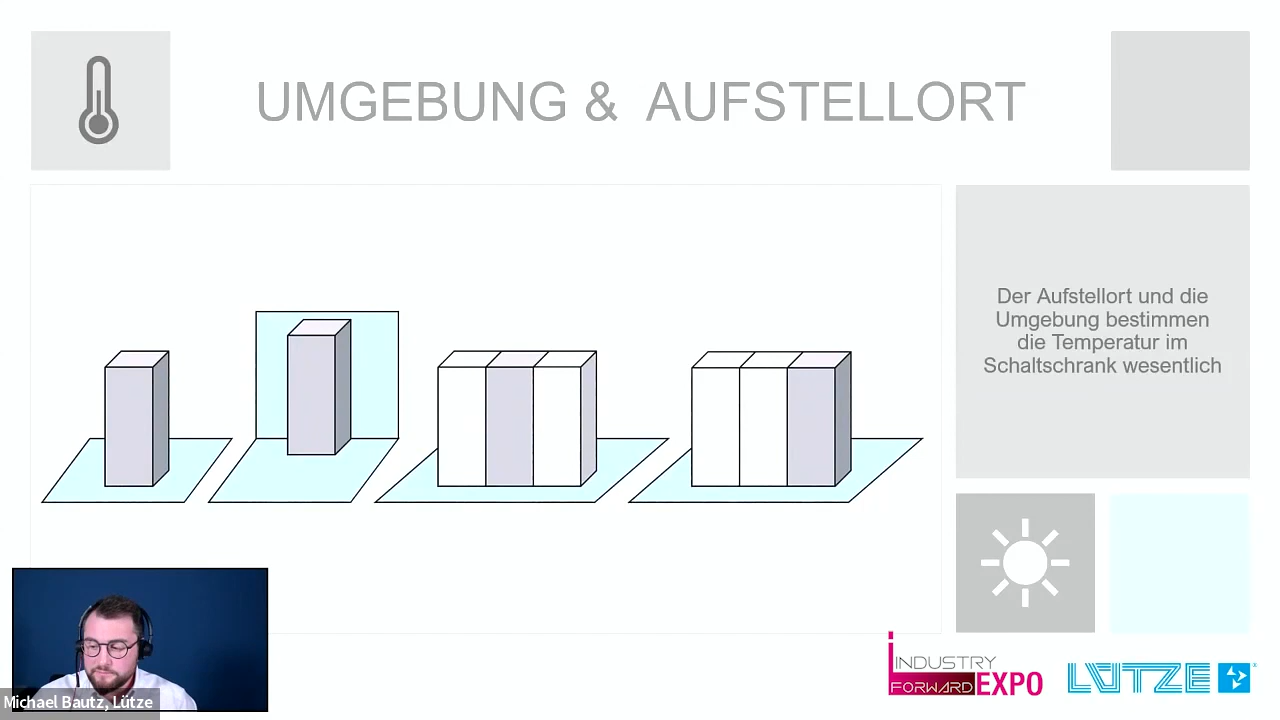 UMGEBUNG & AUFSTELLORT
Der Aufstellort und die
Umgebung bestimmen
die Temperatur im
Schaltschrank wesentlich
INDUSTRY
FORWARD EXPO
LÜTZE
Michael Bautz, Lütze